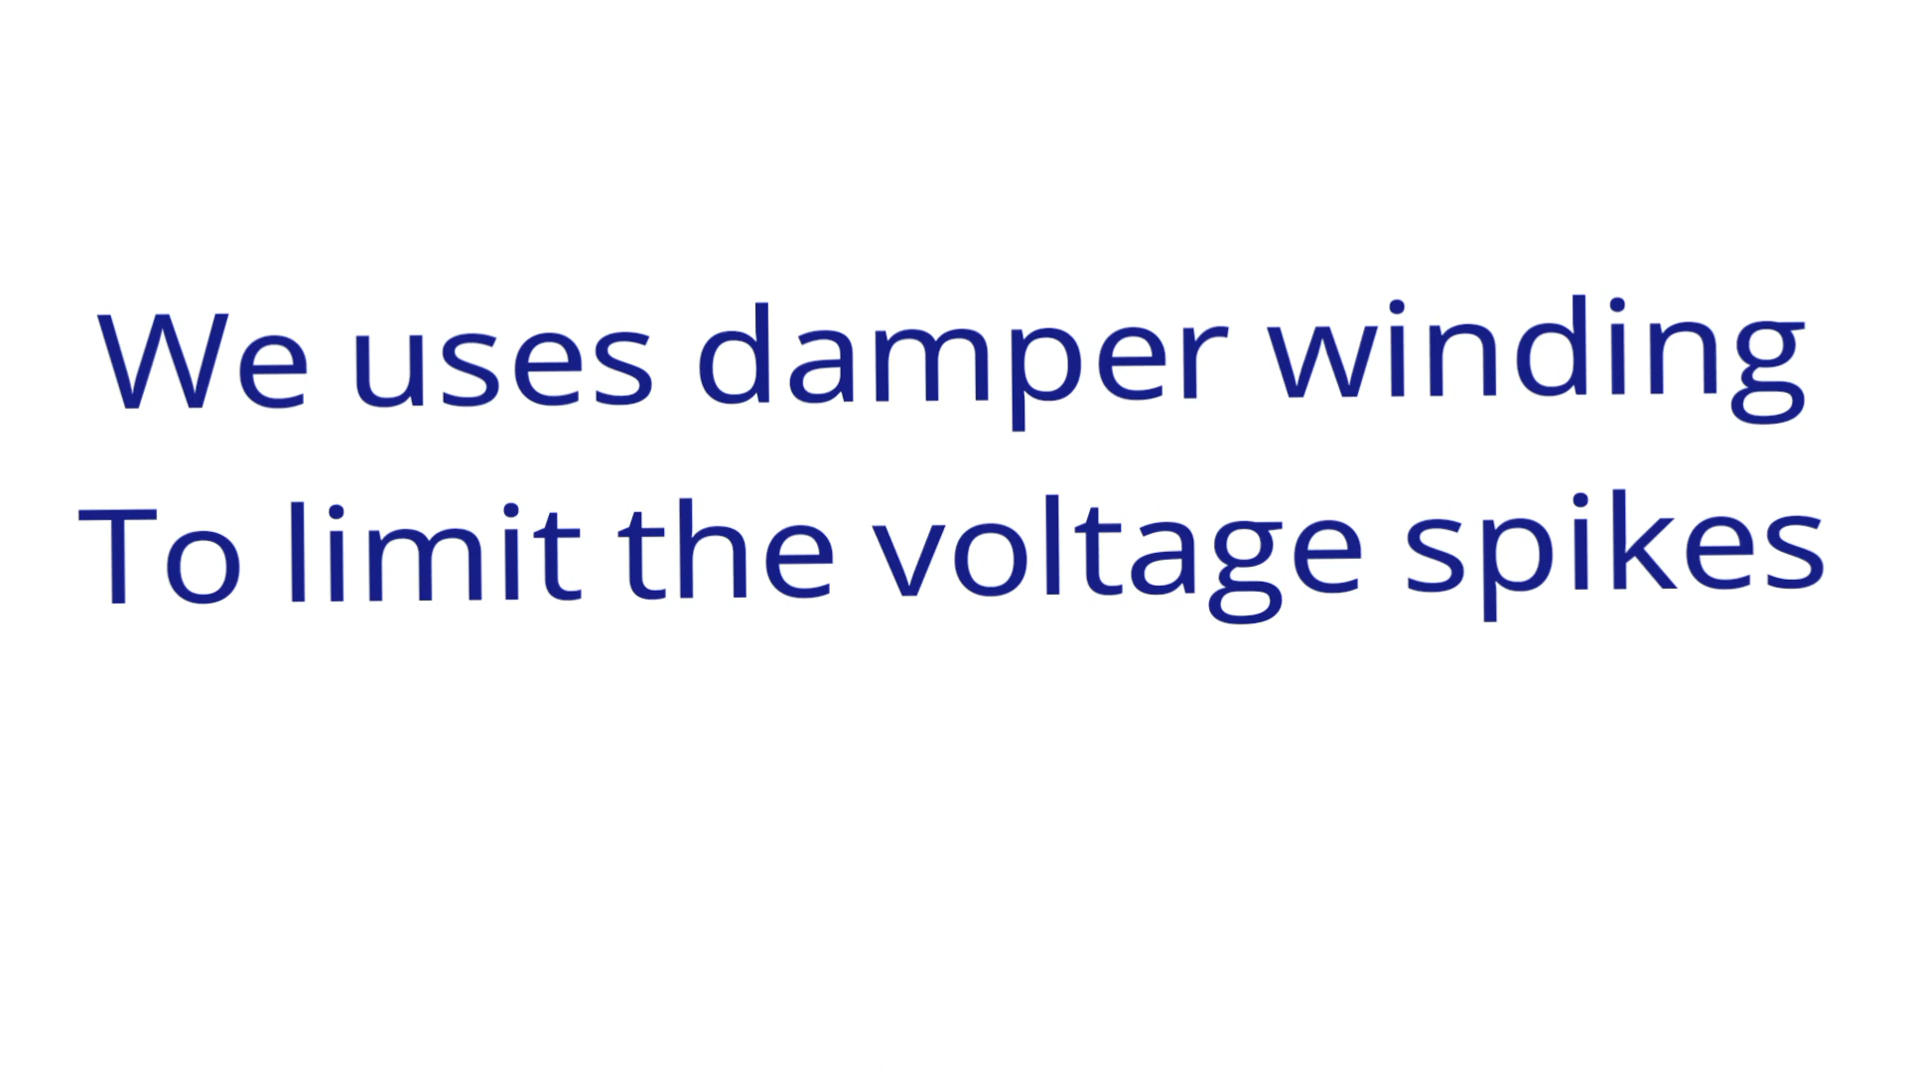 We uses damper winding
To limit the voltage spikes